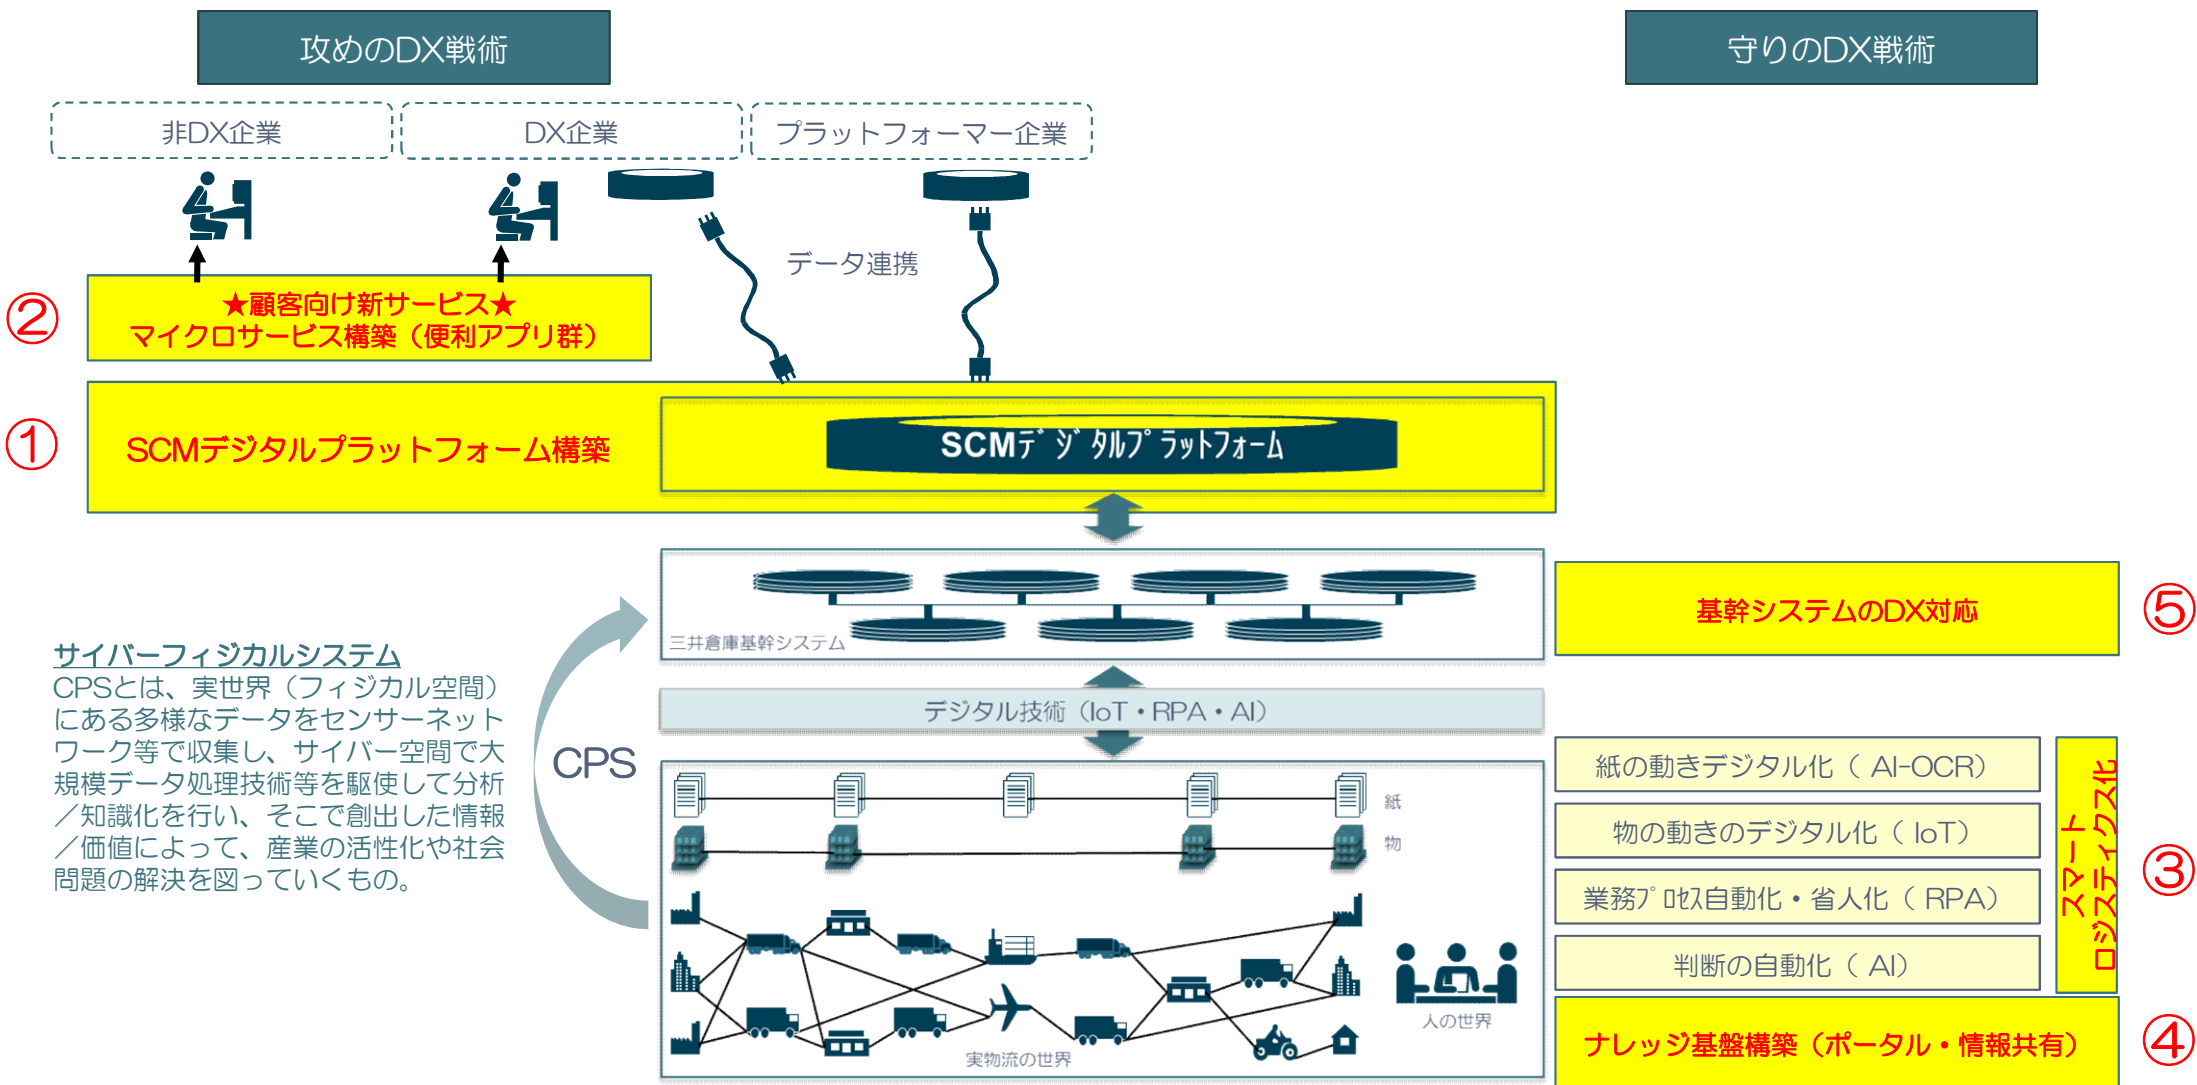 攻めのDX戦術
守りのDX戦術
非DX企業
DX企業
プラットフォーマー企業
データ連携
②
★顧客向け新サービス★
マイクロサービス構築（便利アプリ群）
①
SCMデジタルプラットフォーム構築
SCMﾃﾞｼﾞﾀﾙﾌﾟﾗｯﾄﾌｫｰﾑ
三井倉庫基幹システム
基幹システムのDX対応
⑤
サイバーフィジカルシステム
CPSとは、実世界（フィジカル空間）
にある多様なデータをセンサーネット
ワーク等で収集し、サイバー空間で大
規模データ処理技術等を駆使して分析
／知識化を行い、そこで創出した情報
／価値によって、産業の活性化や社会
問題の解決を図っていくもの。
CPS
デジタル技術（IoT・RPA・AI）
紙
物
人の世界
実物流の世界
紙の動きデジタル化（ AI-OCR）
物の動きのデジタル化（ IoT）
業務ﾌﾟﾛｾｽ自動化・省人化（ RPA）
判断の自動化（ AI）
スマート
ロジスティクス化
③
ナレッジ基盤構築（ポータル・情報共有）
④